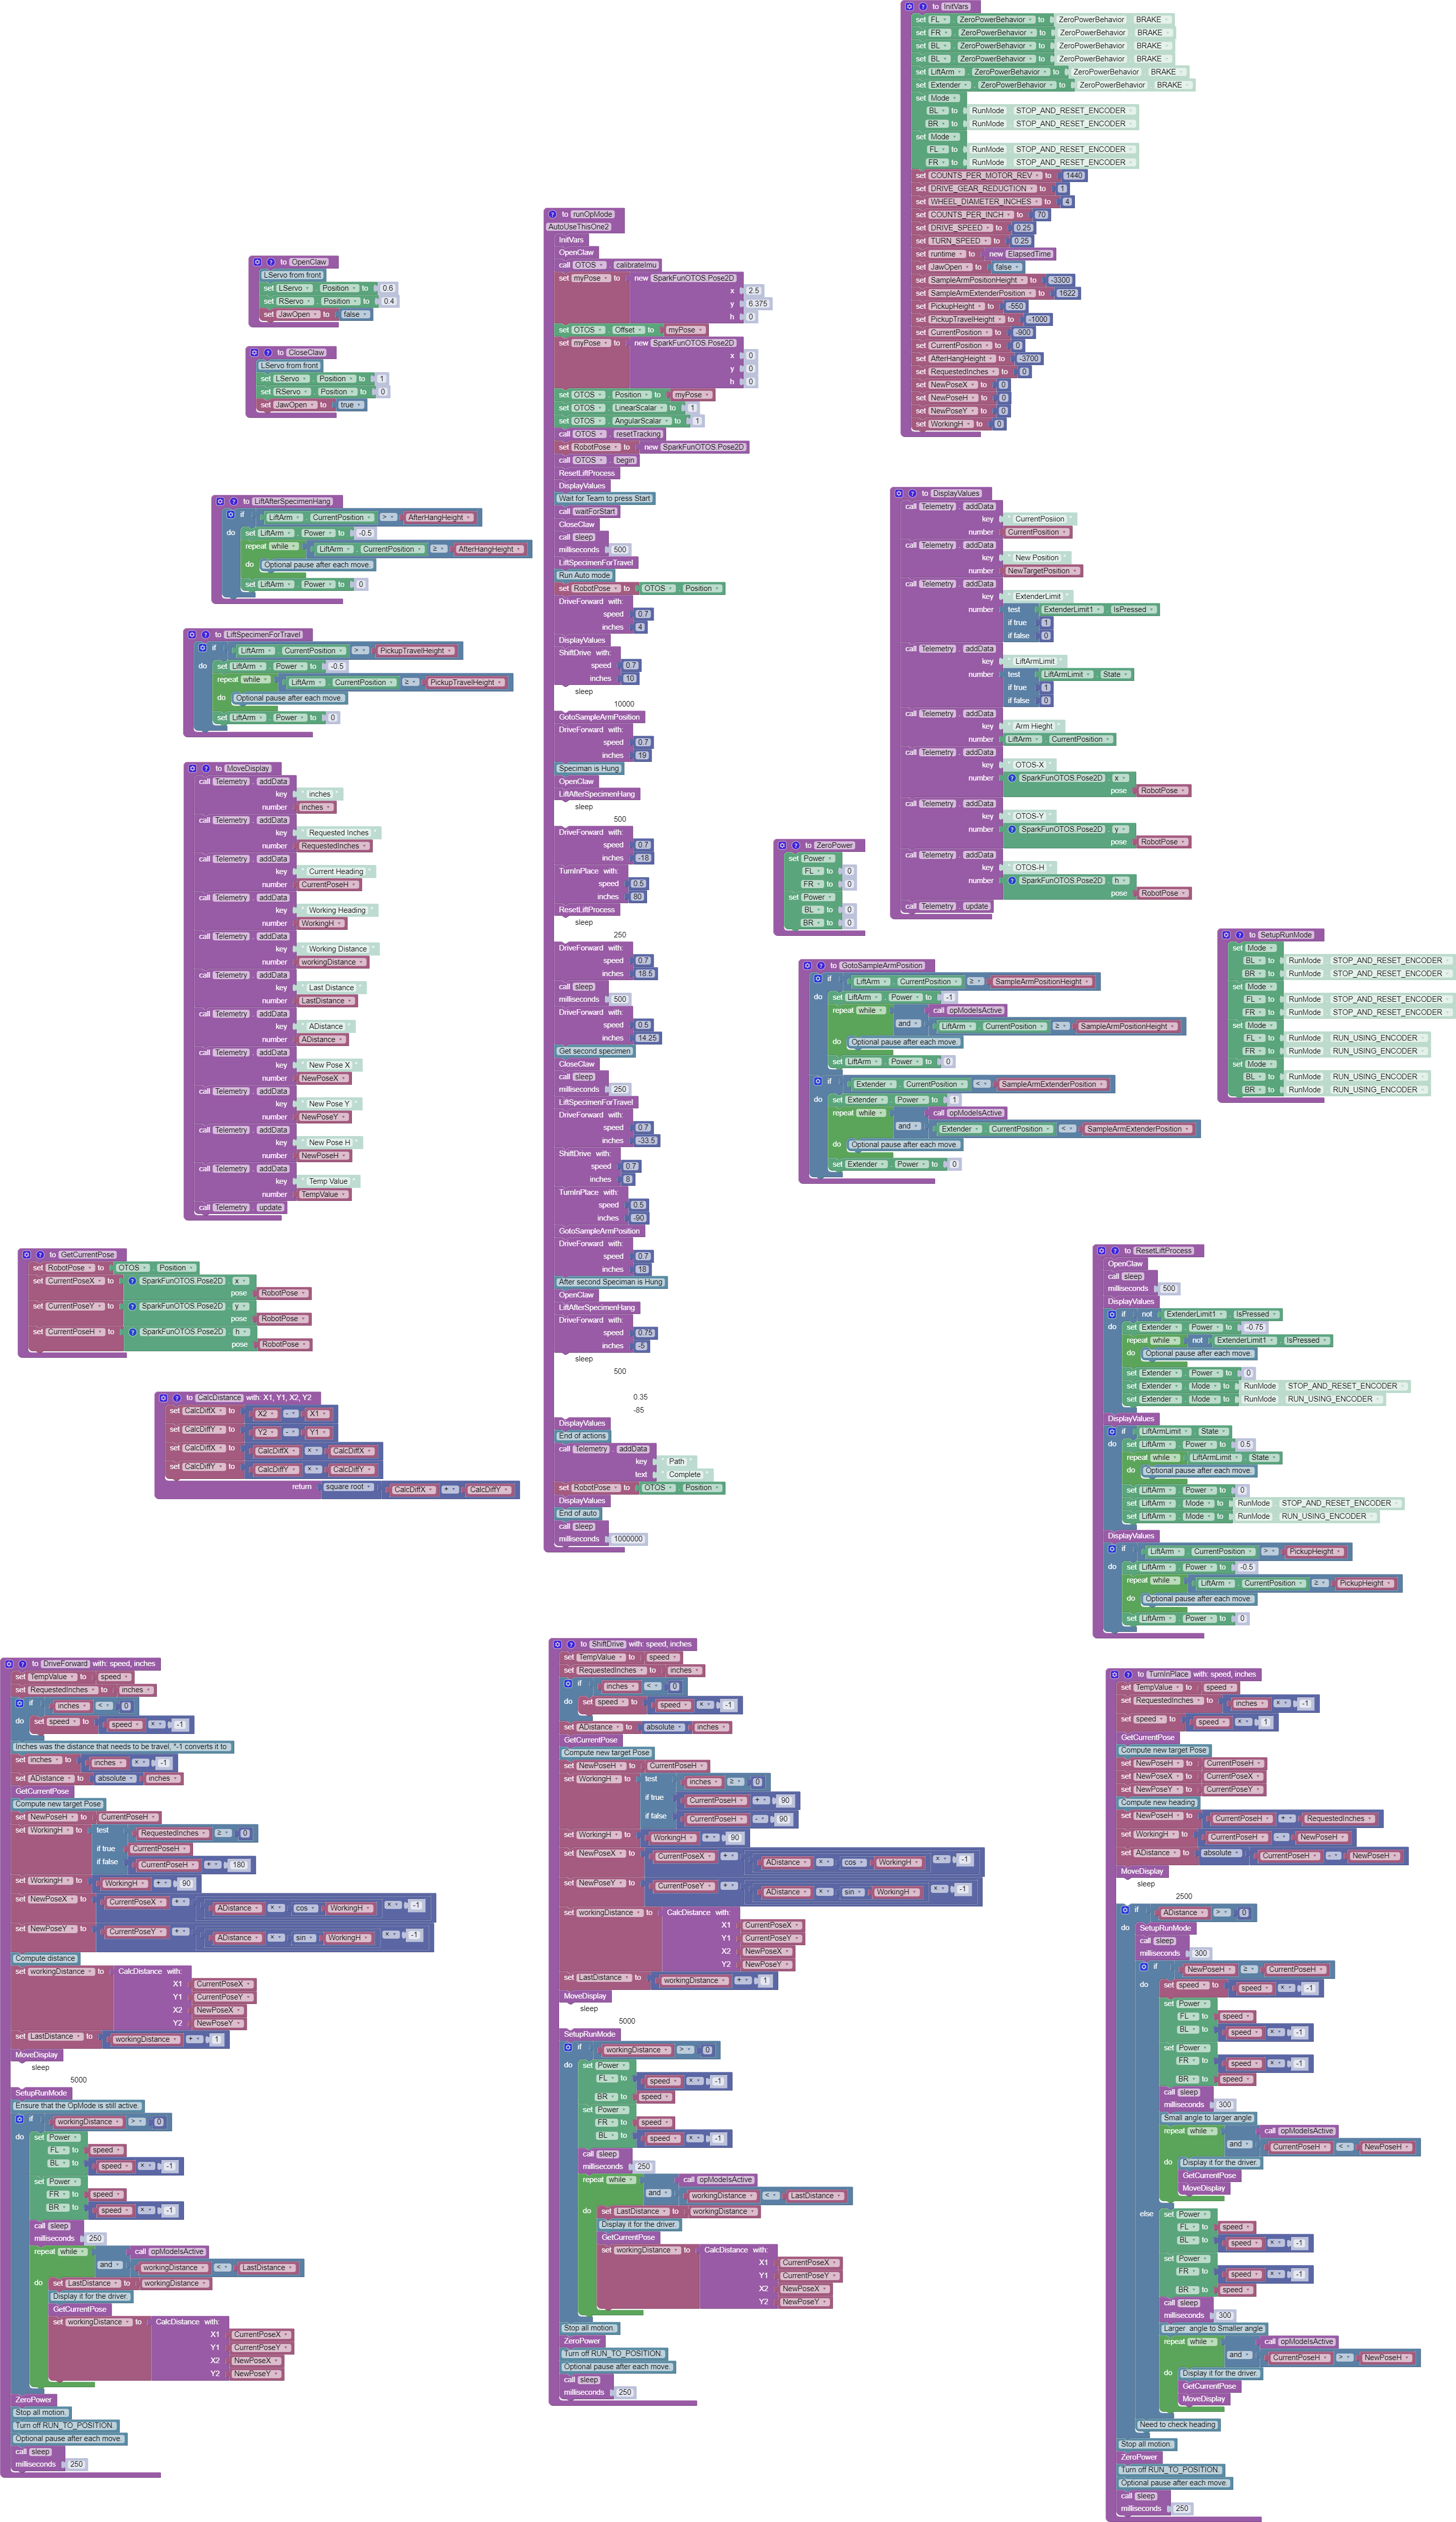 to InitVars
set FL . ZeroPowerBehavior to ZeroPowerBehavior BRAKE
set FR . ZeroPowerBehavior to ZeroPowerBehavior BRAKE
set BL . ZeroPowerBehavior to ZeroPowerBehavior BRAKE
set BL . ZeroPowerBehavior to ZeroPowerBehavior BRAKE
set LiftArm . ZeroPowerBehavior to ZeroPowerBehavior BRAKE
set Extender . ZeroPowerBehavior to ZeroPowerBehavior BRAKE
set Mode
BL to RunMode STOP_AND_RESET_ENCODER
BR to RunMode STOP_AND_RESET_ENCODER
set Mode
FL to RunMode STOP_AND_RESET_ENCODER
FR to RunMode STOP_AND_RESET_ENCODER
set COUNTS_PER_MOTOR_REV to 1440
set DRIVE_GEAR_REDUCTION to 1
set WHEEL_DIAMETER_INCHES to 4
set COUNTS_PER_INCH to 70
set DRIVE_SPEED to 0.25
set TURN_SPEED to 0.25
set runtime to new ElapsedTime
set JawOpen to false
set SampleArmPositionHeight to -3300
set SampleArmExtenderPosition to 1622
set PickupHeight to -550
set PickupTravelHeight to -1000
set CurrentPosition to -900
set CurrentPosition to 0
set AfterHangHeight to -3700
set RequestedInches to 0
set NewPoseX to 0
set NewPoseH to 0
set NewPoseY to 0
set WorkingH to 0
to runOpMode
AutoUseThisOne2
InitVars
OpenClaw
call OTOS . calibrateImu
set myPose to new SparkFunOTOS.Pose2D
x 2.5
y 6.375
h 0
set OTOS . Offset to myPose
set myPose to new SparkFunOTOS.Pose2D
x 0
y 0
h 0
set OTOS . Position to myPose
set OTOS . LinearScalar to 1
set OTOS . AngularScalar to 1
call OTOS . resetTracking
set RobotPose to new SparkFunOTOS.Pose2D
call OTOS . begin
ResetLiftProcess
DisplayValues
Wait for Team to press Start
call waitForStart
CloseClaw
call sleep
milliseconds 500
LiftSpecimenForTravel
Run Auto mode
set RobotPose to OTOS . Position
DriveForward with:
speed 0.7
inches 4
DisplayValues
ShiftDrive with:
speed 0.7
inches 10
sleep
10000
GotoSampleArmPosition
DriveForward with:
speed 0.7
inches 18
Speciman is Hung
OpenClaw
LiftAfterSpecimenHang
sleep
500
DriveForward with:
speed 0.7
inches -18
TurnInPlace with:
speed 0.5
inches 80
ResetLiftProcess
sleep
250
DriveForward with:
speed 0.7
inches 18.5
call sleep
milliseconds 500
DriveForward with:
speed 0.5
inches 14.25
Get second specimen
CloseClaw
call sleep
milliseconds 250
LiftSpecimenForTravel
DriveForward with:
speed 0.7
inches -33.5
ShiftDrive with:
speed 0.7
inches 8
TurnInPlace with:
speed 0.5
inches -90
GotoSampleArmPosition
DriveForward with:
speed 0.7
inches 18
After second Speciman is Hung
OpenClaw
LiftAfterSpecimenHang
DriveForward with:
speed 0.75
inches -5
sleep
500
0.35
-85
DisplayValues
End of actions
call Telemetry . addData
key " Path "
text " Complete "
set RobotPose to OTOS . Position
DisplayValues
End of auto
call sleep
milliseconds 1000000
to OpenClaw
LServo from front
set LServo . Position to 0.6
set RServo . Position to 0.4
set JawOpen to false
to CloseClaw
LServo from front
set LServo . Position to 1
set RServo . Position to 0
set JawOpen to true
to LiftAfterSpecimenHang
if LiftArm . CurrentPosition > AfterHangHeight
do set LiftArm . Power to -0.5
repeat while LiftArm . CurrentPosition ≥ AfterHangHeight
do Optional pause after each move.
set LiftArm . Power to 0
to LiftSpecimenForTravel
if LiftArm . CurrentPosition > PickupTravelHeight
do set LiftArm . Power to -0.5
repeat while LiftArm . CurrentPosition ≥ PickupTravelHeight
do Optional pause after each move.
set LiftArm . Power to 0
to MoveDisplay
call Telemetry . addData
key " inches "
number inches
call Telemetry . addData
key " Requested Inches "
number RequestedInches
call Telemetry . addData
key " Current Heading "
number CurrentPoseH
call Telemetry . addData
key " Working Heading "
number WorkingH
call Telemetry . addData
key " Working Distance "
number workingDistance
call Telemetry . addData
key " Last Distance "
number LastDistance
call Telemetry . addData
key " ADistance "
number ADistance
call Telemetry . addData
key " New Pose X "
number NewPoseX
call Telemetry . addData
key " New Pose Y "
number NewPoseY
call Telemetry . addData
key " New Pose H "
number NewPoseH
call Telemetry . addData
key " Temp Value "
number TempValue
call Telemetry . update
to DisplayValues
call Telemetry . addData
key " CurrentPosiion "
number CurrentPosition
call Telemetry . addData
key " New Position "
number NewTargetPosition
call Telemetry . addData
key " ExtenderLimit "
number test ExtenderLimit1 . IsPressed
if true 1
if false 0
call Telemetry . addData
key " LiftArmLimit "
number test LiftArmLimit . State
if true 1
if false 0
call Telemetry . addData
key " Arm Hieght "
number LiftArm . CurrentPosition
call Telemetry . addData
key " OTOS-X "
number SparkFunOTOS.Pose2D . x
pose RobotPose
call Telemetry . addData
key " OTOS-Y "
number SparkFunOTOS.Pose2D . y
pose RobotPose
call Telemetry . addData
key " OTOS-H "
number SparkFunOTOS.Pose2D . h
pose RobotPose
call Telemetry . update
to ZeroPower
set Power
FL to 0
FR to 0
set Power
BL to 0
BR to 0
to SetupRunMode
set Mode
BL to RunMode STOP_AND_RESET_ENCODER
BR to RunMode STOP_AND_RESET_ENCODER
set Mode
FL to RunMode STOP_AND_RESET_ENCODER
FR to RunMode STOP_AND_RESET_ENCODER
set Mode
FL to RunMode RUN_USING_ENCODER
FR to RunMode RUN_USING_ENCODER
set Mode
BL to RunMode RUN_USING_ENCODER
BR to RunMode RUN_USING_ENCODER
to GotoSampleArmPosition
if LiftArm . CurrentPosition ≥ SampleArmPositionHeight
do set LiftArm . Power to -1
repeat while call opModeIsActive
and LiftArm . CurrentPosition ≥ SampleArmPositionHeight
do Optional pause after each move.
set LiftArm . Power to 0
if Extender . CurrentPosition < SampleArmExtenderPosition
do set Extender . Power to 1
repeat while call opModeIsActive
and Extender . CurrentPosition < SampleArmExtenderPosition
do Optional pause after each move.
set Extender . Power to 0
to GetCurrentPose
set RobotPose to OTOS . Position
set CurrentPoseX to SparkFunOTOS.Pose2D . x
pose RobotPose
set CurrentPoseY to SparkFunOTOS.Pose2D . y
pose RobotPose
set CurrentPoseH to SparkFunOTOS.Pose2D . h
pose RobotPose
to CalcDistance with: X1, Y1, X2, Y2
set CalcDiffX to X2 - X1
set CalcDiffY to Y2 - Y1
set CalcDiffX to CalcDiffX × CalcDiffX
set CalcDiffY to CalcDiffY × CalcDiffY
return square root CalcDiffX + CalcDiffY
to ResetLiftProcess
OpenClaw
call sleep
milliseconds 500
DisplayValues
if not ExtenderLimit1 . IsPressed
do set Extender . Power to -0.75
repeat while not ExtenderLimit1 . IsPressed
do Optional pause after each move.
set Extender . Power to 0
set Extender . Mode to RunMode STOP_AND_RESET_ENCODER
set Extender . Mode to RunMode RUN_USING_ENCODER
DisplayValues
if LiftArmLimit . State
do set LiftArm . Power to 0.5
repeat while LiftArmLimit . State
do Optional pause after each move.
set LiftArm . Power to 0
set LiftArm . Mode to RunMode STOP_AND_RESET_ENCODER
set LiftArm . Mode to RunMode RUN_USING_ENCODER
DisplayValues
if LiftArm . CurrentPosition > PickupHeight
do set LiftArm . Power to -0.5
repeat while LiftArm . CurrentPosition ≥ PickupHeight
do Optional pause after each move.
set LiftArm . Power to 0
to DriveForward with: speed, inches
set TempValue to speed
set RequestedInches to inches
if inches < 0
do set speed to speed × -1
Inches was the distance that needs to be travel, "-1 converts it to
set inches to inches × -1
set ADistance to absolute inches
GetCurrentPose
Compute new target Pose
set NewPoseH to CurrentPoseH
set WorkingH to test RequestedInches ≥ 0
if true CurrentPoseH
if false CurrentPoseH + 180
set WorkingH to WorkingH + 90
set NewPoseX to CurrentPoseX + ADistance × cos WorkingH × -1
set NewPoseY to CurrentPoseY + ADistance × sin WorkingH × -1
Compute distance
set workingDistance to CalcDistance with:
X1 CurrentPoseX
Y1 CurrentPoseY
X2 NewPoseX
Y2 NewPoseY
set LastDistance to workingDistance + 1
MoveDisplay
sleep
5000
SetupRunMode
Ensure that the OpMode is still active.
if workingDistance > 0
do set Power
FL to speed
BL to speed × -1
set Power
FR to speed
BR to speed × -1
call sleep
milliseconds 250
repeat while call opModeIsActive
and workingDistance < LastDistance
do set LastDistance to workingDistance
Display it for the driver.
GetCurrentPose
set workingDistance to CalcDistance with:
X1 CurrentPoseX
Y1 CurrentPoseY
X2 NewPoseX
Y2 NewPoseY
ZeroPower
Stop all motion.
Turn off RUN_TO_POSITION.
Optional pause after each move.
call sleep
milliseconds 250
to ShiftDrive with: speed, inches
set TempValue to speed
set RequestedInches to inches
if inches < 0
do set speed to speed × -1
set ADistance to absolute inches
GetCurrentPose
Compute new target Pose
set NewPoseH to CurrentPoseH
set WorkingH to test inches ≥ 0
if true CurrentPoseH + 90
if false CurrentPoseH - 90
set WorkingH to WorkingH + 90
set NewPoseX to CurrentPoseX + ADistance × cos WorkingH × -1
set NewPoseY to CurrentPoseY + ADistance × sin WorkingH × -1
set workingDistance to CalcDistance with:
X1 CurrentPoseX
Y1 CurrentPoseY
X2 NewPoseX
Y2 NewPoseY
set LastDistance to workingDistance + 1
MoveDisplay
sleep
5000
SetupRunMode
if workingDistance > 0
do set Power
FL to speed × -1
BR to speed
set Power
FR to speed
BL to speed × -1
call sleep
milliseconds 250
repeat while call opModeIsActive
and workingDistance < LastDistance
do set LastDistance to workingDistance
Display it for the driver.
GetCurrentPose
set workingDistance to CalcDistance with:
X1 CurrentPoseX
Y1 CurrentPoseY
X2 NewPoseX
Y2 NewPoseY
Stop all motion.
ZeroPower
Turn off RUN_TO_POSITION.
Optional pause after each move.
call sleep
milliseconds 250
to TurnInPlace with: speed, inches
set TempValue to speed
set RequestedInches to inches × -1
set speed to speed × 1
GetCurrentPose
Compute new target Pose
set NewPoseH to CurrentPoseH
set NewPoseX to CurrentPoseX
set NewPoseY to CurrentPoseY
Compute new heading
set NewPoseH to CurrentPoseH + RequestedInches
set WorkingH to CurrentPoseH - NewPoseH
set ADistance to absolute CurrentPoseH - NewPoseH
MoveDisplay
sleep
2500
if ADistance > 0
do SetupRunMode
call sleep
milliseconds 300
if NewPoseH ≥ CurrentPoseH
do set speed to speed × -1
set Power
FL to speed
BL to speed × -1
set Power
FR to speed × -1
BR to speed
call sleep
milliseconds 300
Small angle to larger angle
repeat while call opModeIsActive
and CurrentPoseH < NewPoseH
do Display it for the driver.
GetCurrentPose
MoveDisplay
else set Power
FL to speed
BL to speed × -1
set Power
FR to speed × -1
BR to speed
call sleep
milliseconds 300
Larger angle to Smaller angle
repeat while call opModeIsActive
and CurrentPoseH > NewPoseH
do Display it for the driver.
GetCurrentPose
MoveDisplay
Need to check heading
Stop all motion.
ZeroPower
Turn off RUN_TO_POSITION.
Optional pause after each move.
call sleep
milliseconds 250